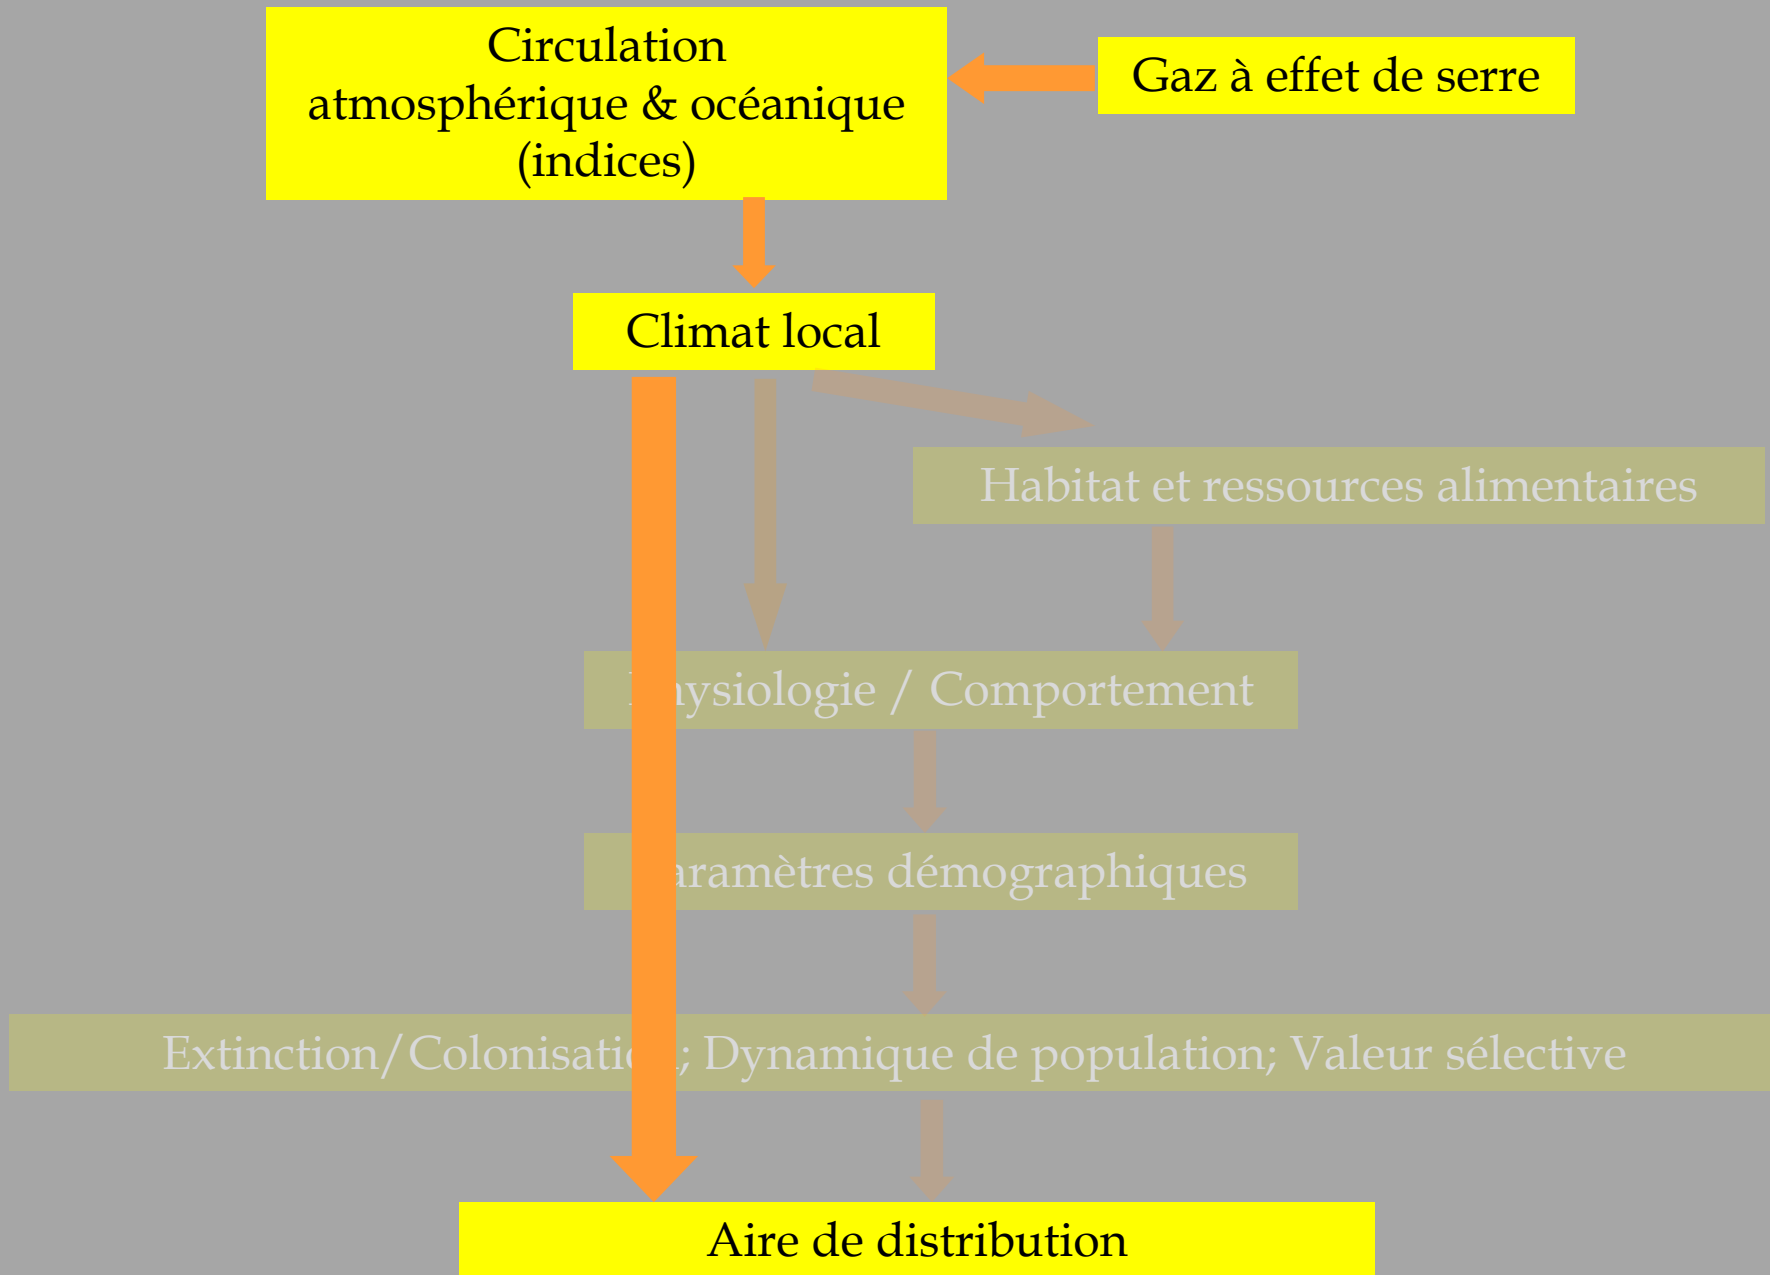 Circulation
atmosphérique & océanique
(indices)
Gaz à effet de serre
Climat local
Habitat et ressources alimentaires
ysiologie / Comportement
aramètres démographiques
Extinction/Colonisati ; Dynamique de population; Valeur sélective
Aire de distribution